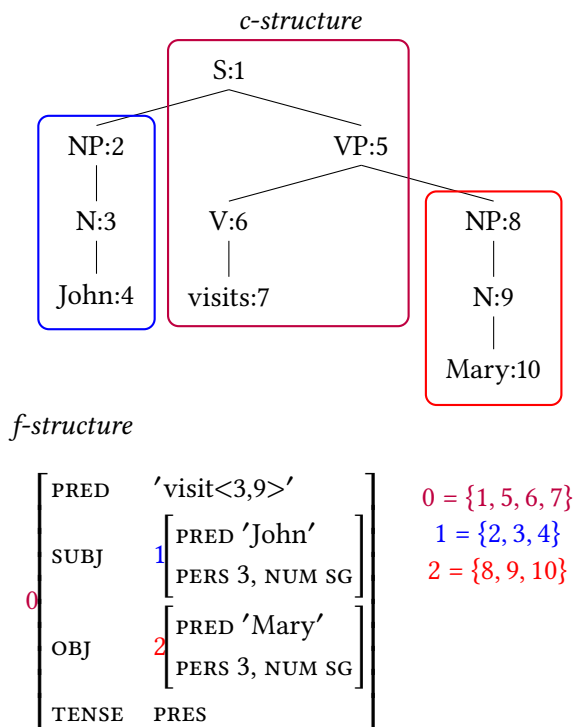 c-structure
S:1
NP:2 VP:5
N:3 V:6 NP:8
John:4 visits:7 N:9
Mary:10
f-structure
PRED ′visit<3,9>′
SUBJ 1 PRED ′John′
PERS 3, NUM SG
0
OBJ 2 PRED ′Mary′
PERS 3, NUM SG
TENSE PRES
0 = {1, 5, 6, 7}
1 = {2, 3, 4}
2 = {8, 9, 10}